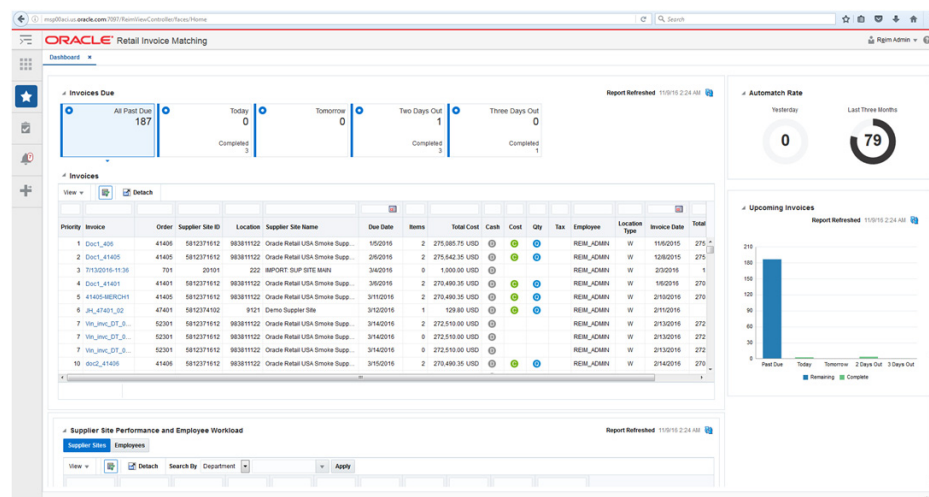 msp00aci.us.oracle.com:7001/ReimViewController/faces/Home
Search
ORACLE Retail Invoice Matching
Reim Admin
Dashboard ×
Invoices Due
Report Refreshed 11/9/16 2:24 AM
All Past Due
187
Today
0
Completed
3
Tomorrow
0
Two Days Out
1
Completed
3
Three Days Out
0
Completed
1
Automatch Rate
Yesterday
0
Last Three Months
79
Invoices
View
Detach
Priority Invoice Order Supplier Site ID Location Supplier Site Name Due Date Items Total Cost Cash Cost Qty Tax Employee Location Type Invoice Date Total
1 Doc1_406 41406 5812371612 983811122 Oracle Retail USA Smoke Supp... 1/5/2016 2 275,085.75 USD REIM_ADMIN W 11/6/2015 275
2 Doc1_41405 41405 5812371612 983811122 Oracle Retail USA Smoke Supp... 2/6/2016 2 275,642.35 USD REIM_ADMIN W 12/8/2015 275
3 7/13/2016-11:36 701 20101 222 IMPORT: SUP SITE MAIN 3/4/2016 0 1,000.00 USD REIM_ADMIN W 2/3/2016 1
4 Doc1_41401 41401 5812371612 983811122 Oracle Retail USA Smoke Supp... 3/6/2016 2 270,490.35 USD REIM_ADMIN W 1/6/2016 270
5 41405-MERCH1 41405 5812371612 983811122 Oracle Retail USA Smoke Supp... 3/11/2016 2 270,490.35 USD REIM_ADMIN W 2/10/2016 270
6 JH_47401_02 47401 5812374102 9121 Demo Supplier Site 3/12/2016 1 129.80 USD REIM_ADMIN W 2/11/2016
7 Vin_invc_DT_0... 52301 5812371612 983811122 Oracle Retail USA Smoke Supp... 3/14/2016 0 272,510.00 USD REIM_ADMIN W 2/13/2016 272
7 Vin_invc_DT_0... 52301 5812371612 983811122 Oracle Retail USA Smoke Supp... 3/14/2016 0 272,510.00 USD REIM_ADMIN W 2/13/2016 272
7 Vin_invc_DT_0... 52301 5812371612 983811122 Oracle Retail USA Smoke Supp... 3/14/2016 0 272,510.00 USD REIM_ADMIN W 2/13/2016 272
10 doc2_41406 41406 5812371612 983811122 Oracle Retail USA Smoke Supp... 3/15/2016 2 270,490.35 USD REIM_ADMIN W 2/14/2016 270
Upcoming Invoices
Report Refreshed 11/9/16 2:24 AM
210
180
150
120
90
60
30
0
Past Due Today Tomorrow 2 Days Out 3 Days Out
Remaining Complete
Supplier Site Performance and Employee Workload
Report Refreshed 11/9/16 2:24 AM
Supplier Sites Employees
View Detach Search By Department Apply